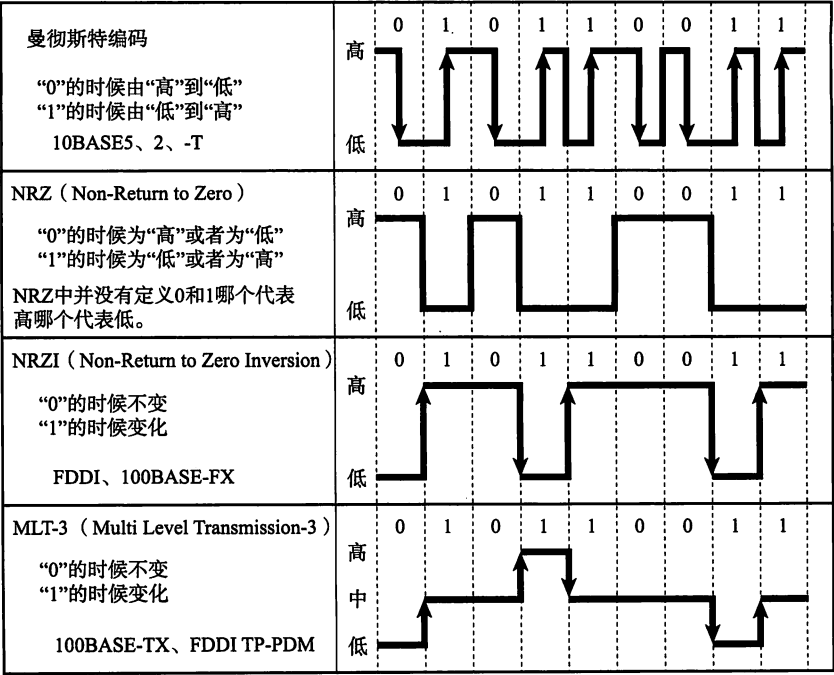 曼彻斯特编码
“0”的时候由“高”到“低”
“1”的时候由“低”到“高”
10BASE5、2、-T
0 1 0 1 1 0 0 1 1
高
低
NRZ（Non-Return to Zero）
“0”的时候为“高”或者为“低”
“1”的时候为“低”或者为“高”
NRZ中并没有定义0和1哪个代表
高哪个代表低。
0 1 0 1 1 0 0 1 1
高
低
NRZI（Non-Return to Zero Inversion）
“0”的时候不变
“1”的时候变化
FDDI、100BASE-FX
0 1 0 1 1 0 0 1 1
高
低
MLT-3 （Multi Level Transmission-3）
“0”的时候不变
“1”的时候变化
100BASE-TX、FDDI TP-PDM
0 1 0 1 1 0 0 1 1
高
中
低